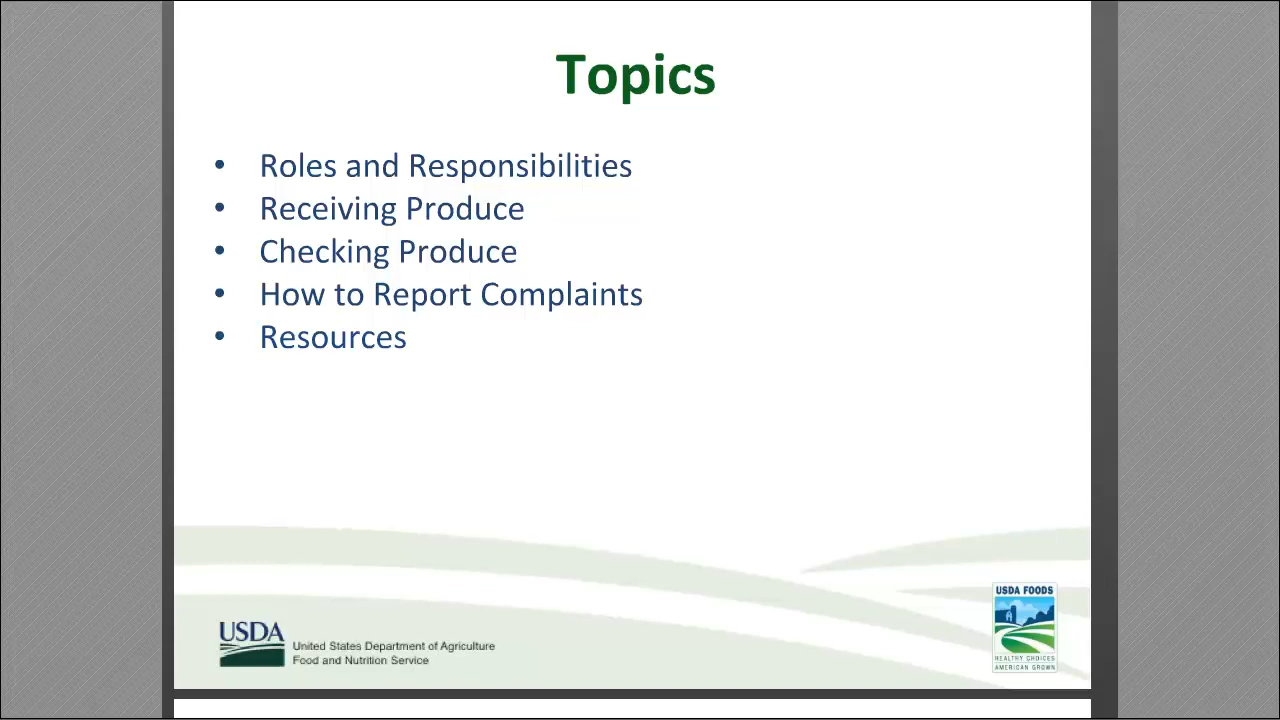 Topics
• Roles and Responsibilities
• Receiving Produce
• Checking Produce
• How to Report Complaints
• Resources
USDA
United States Department of Agriculture
Food and Nutrition Service
USDA FOODS
HEALTHY CHOICES
AMERICAN GROWN